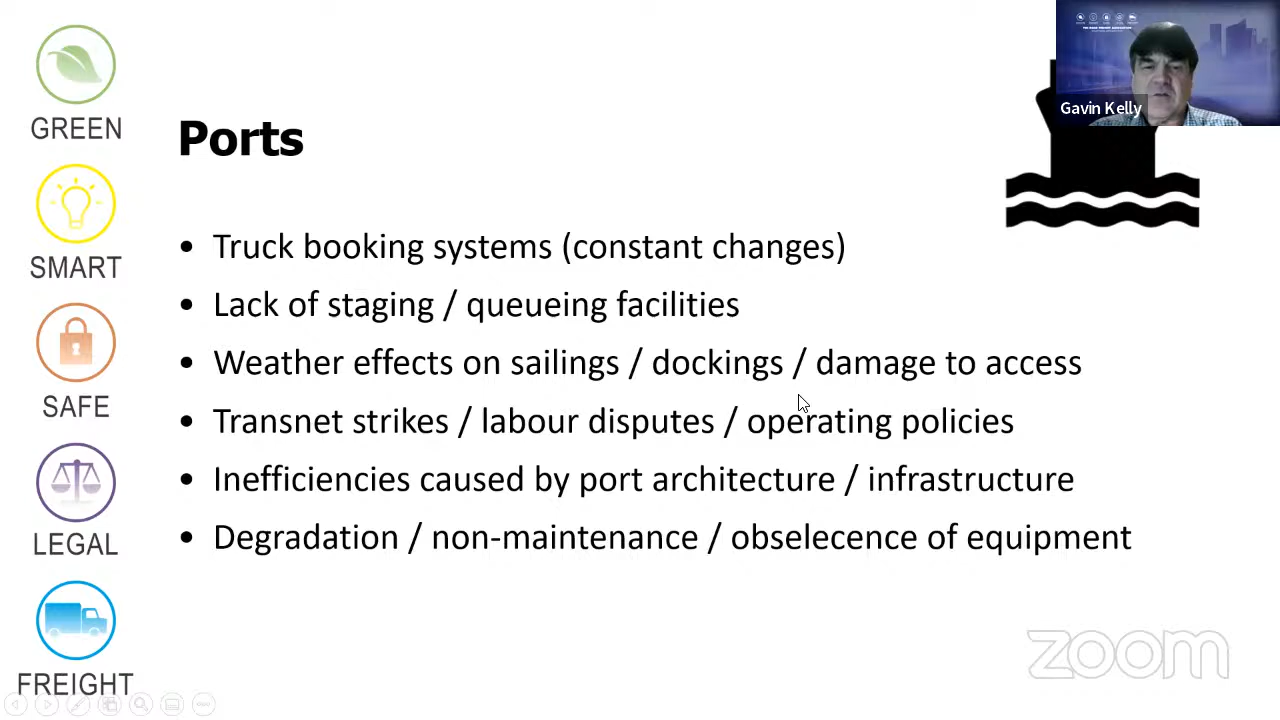 GREEN
SMART
SAFE
LEGAL
FREIGHT
Ports
• Truck booking systems (constant changes)
• Lack of staging / queueing facilities
• Weather effects on sailings / dockings / damage to access
• Transnet strikes / labour disputes / operating policies
• Inefficiencies caused by port architecture / infrastructure
• Degradation / non-maintenance / obselecence of equipment
Gavin Kelly
zoom